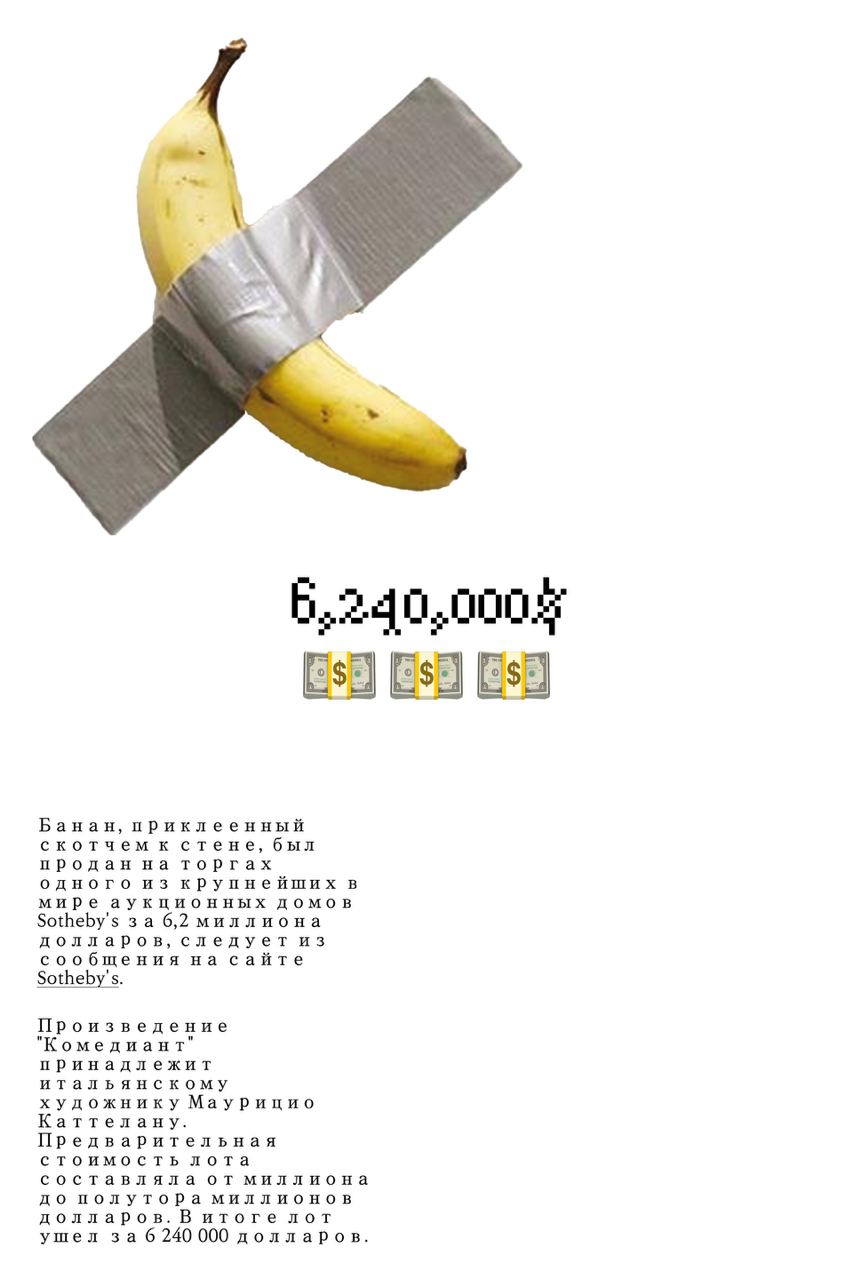 6,240,000$
Банан, приклеенный
скотчем к стене, был
продан на торгах
одного из крупнейших в
мире аукционных домов
Sotheby's за 6,2 миллиона
долларов, следует из
сообщения на сайте
Sotheby's.
Произведение
"Комедиант"
принадлежит
итальянскому
художнику Маурицио
Каттелану.
Предварительная
стоимость лота
составляла от миллиона
до полутора миллионов
долларов. В итоге лот
ушел за 6 240 000 долларов.